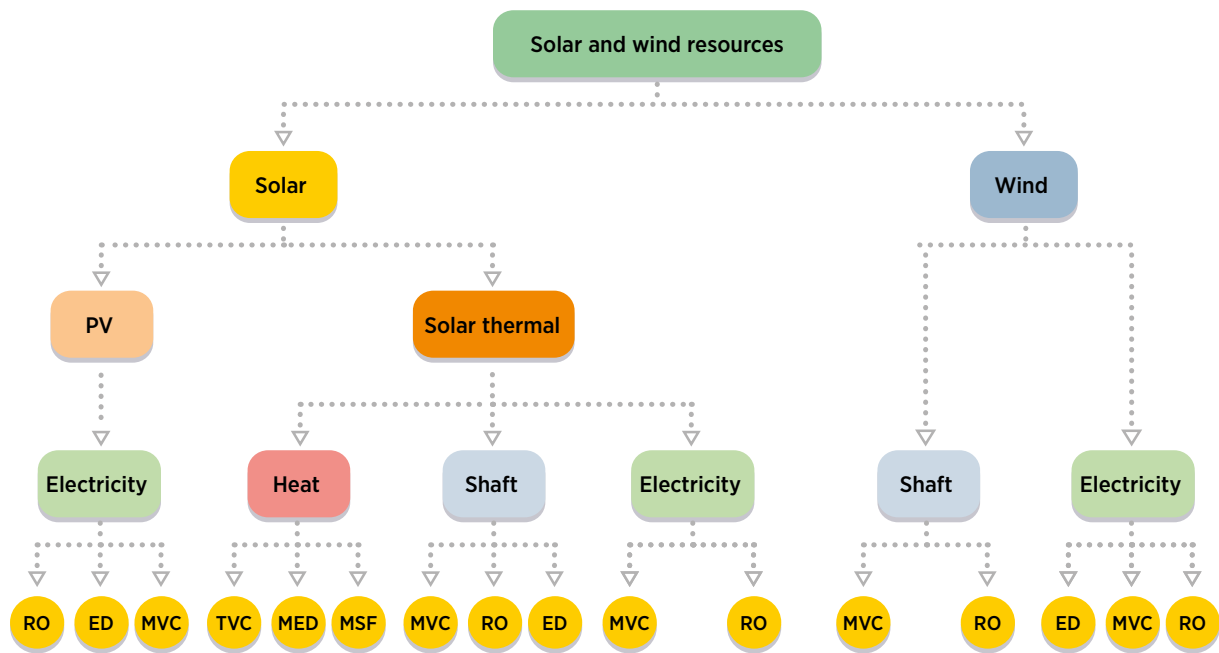 Solar and wind resources
Solar
Wind
PV
Solar thermal
Electricity
Heat
Shaft
Electricity
Shaft
Electricity
RO
ED
MVC
TVC
MED
MSF
MVC
RO
ED
MVC
RO
MVC
RO
ED
MVC
RO